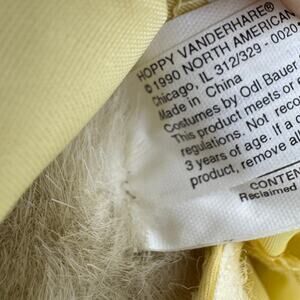 HOPPY VANDERHARE®
©1990 NORTH AMERICAN
Chicago, IL 312/329-0020
Made in China
Costumes by Odl Bauer
This product meets or
regulations. Not recom
3 years of age. If a
product, remove a
CONTEN
Reclaimed